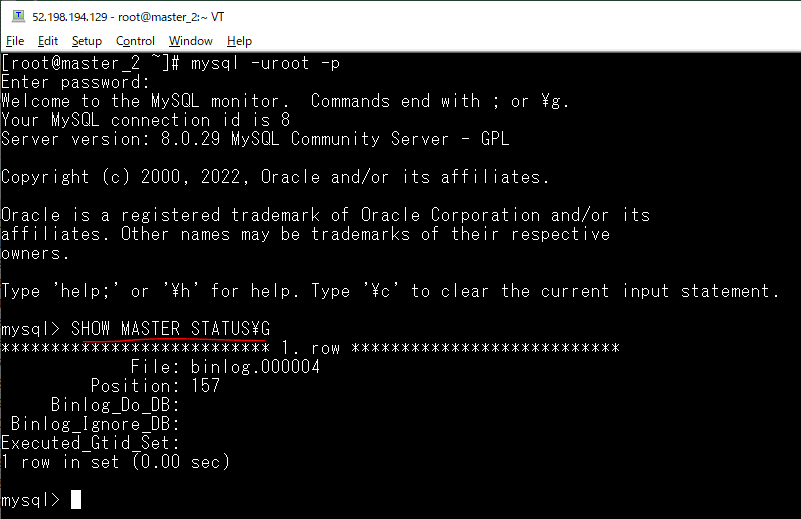 52.198.194.129 - root@master_2:~ VT
File Edit Setup Control Window Help
[root@master_2 ~]# mysql -uroot -p
Enter password:
Welcome to the MySQL monitor.  Commands end with ; or ¥g.
Your MySQL connection id is 8
Server version: 8.0.29 MySQL Community Server - GPL
Copyright (c) 2000, 2022, Oracle and/or its affiliates.
Oracle is a registered trademark of Oracle Corporation and/or its
affiliates. Other names may be trademarks of their respective
owners.
Type 'help;' or '¥h' for help. Type '¥c' to clear the current input statement.
mysql> SHOW MASTER STATUS¥G
*************************** 1. row ***************************
File: binlog.000004
Position: 157
Binlog_Do_DB:
Binlog_Ignore_DB:
Executed_Gtid_Set:
1 row in set (0.00 sec)
mysql>